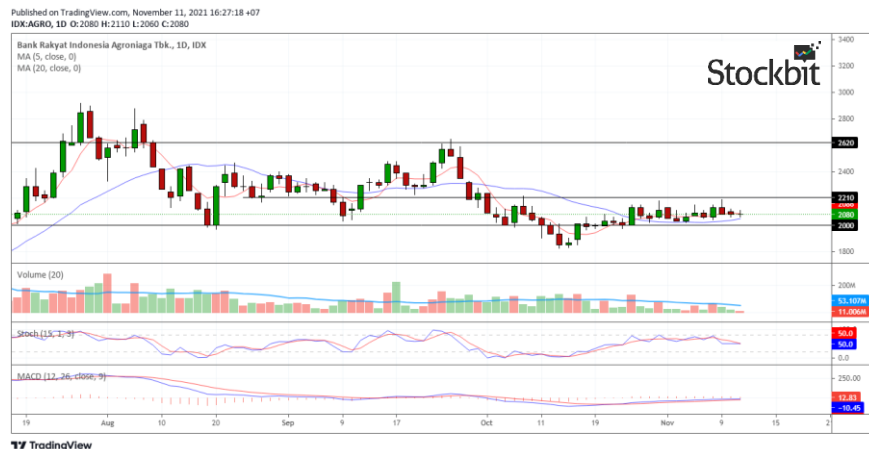 Published on TradingView.com, November 11, 2021 16:27:18 +07
IDX:AGRO, 1D O:2080 H:2110 L:2060 C:2080
Bank Rakyat Indonesia Agroniaga Tbk., 1D, IDX
MA (5, close, 0)
MA (20, close, 0)
Stockbit
3400
3200
3000
2800
2620
2400
2210
2080
2000
1800
Volume (20)
200M
53.107M
11.006M
Stoch (15, 1, 3)
50.0
50.0
0.0
MACD (12, 26, close, 9)
250.00
12.83
−10.45
19 Aug 10 20 Sep 9 17 Oct 11 19 Nov 9 15
TradingView